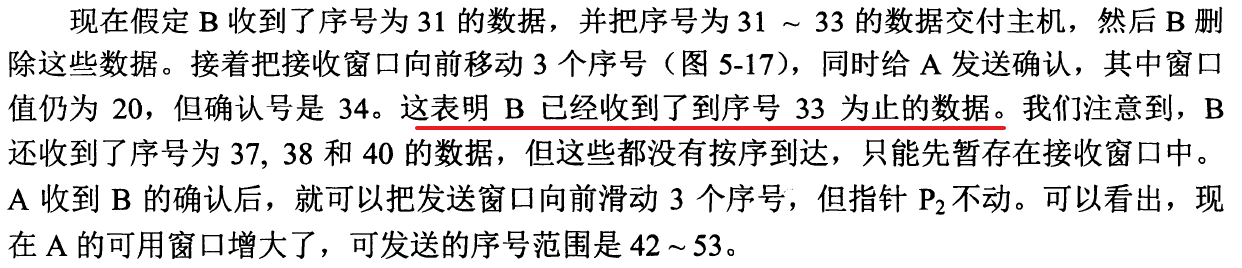 现在假定 B 收到了序号为 31 的数据，并把序号为 31 ~ 33 的数据交付主机，然后 B 删
除这些数据。接着把接收窗口向前移动 3 个序号（图 5-17），同时给 A 发送确认，其中窗口
值仍为 20，但确认号是 34。这表明 B 已经收到了到序号 33 为止的数据。我们注意到，B
还收到了序号为 37, 38 和 40 的数据，但这些都没有按序到达，只能先暂存在接收窗口中。
A 收到 B 的确认后，就可以把发送窗口向前滑动 3 个序号，但指针 P₂不动。可以看出，现
在 A 的可用窗口增大了，可发送的序号范围是 42 ~ 53。